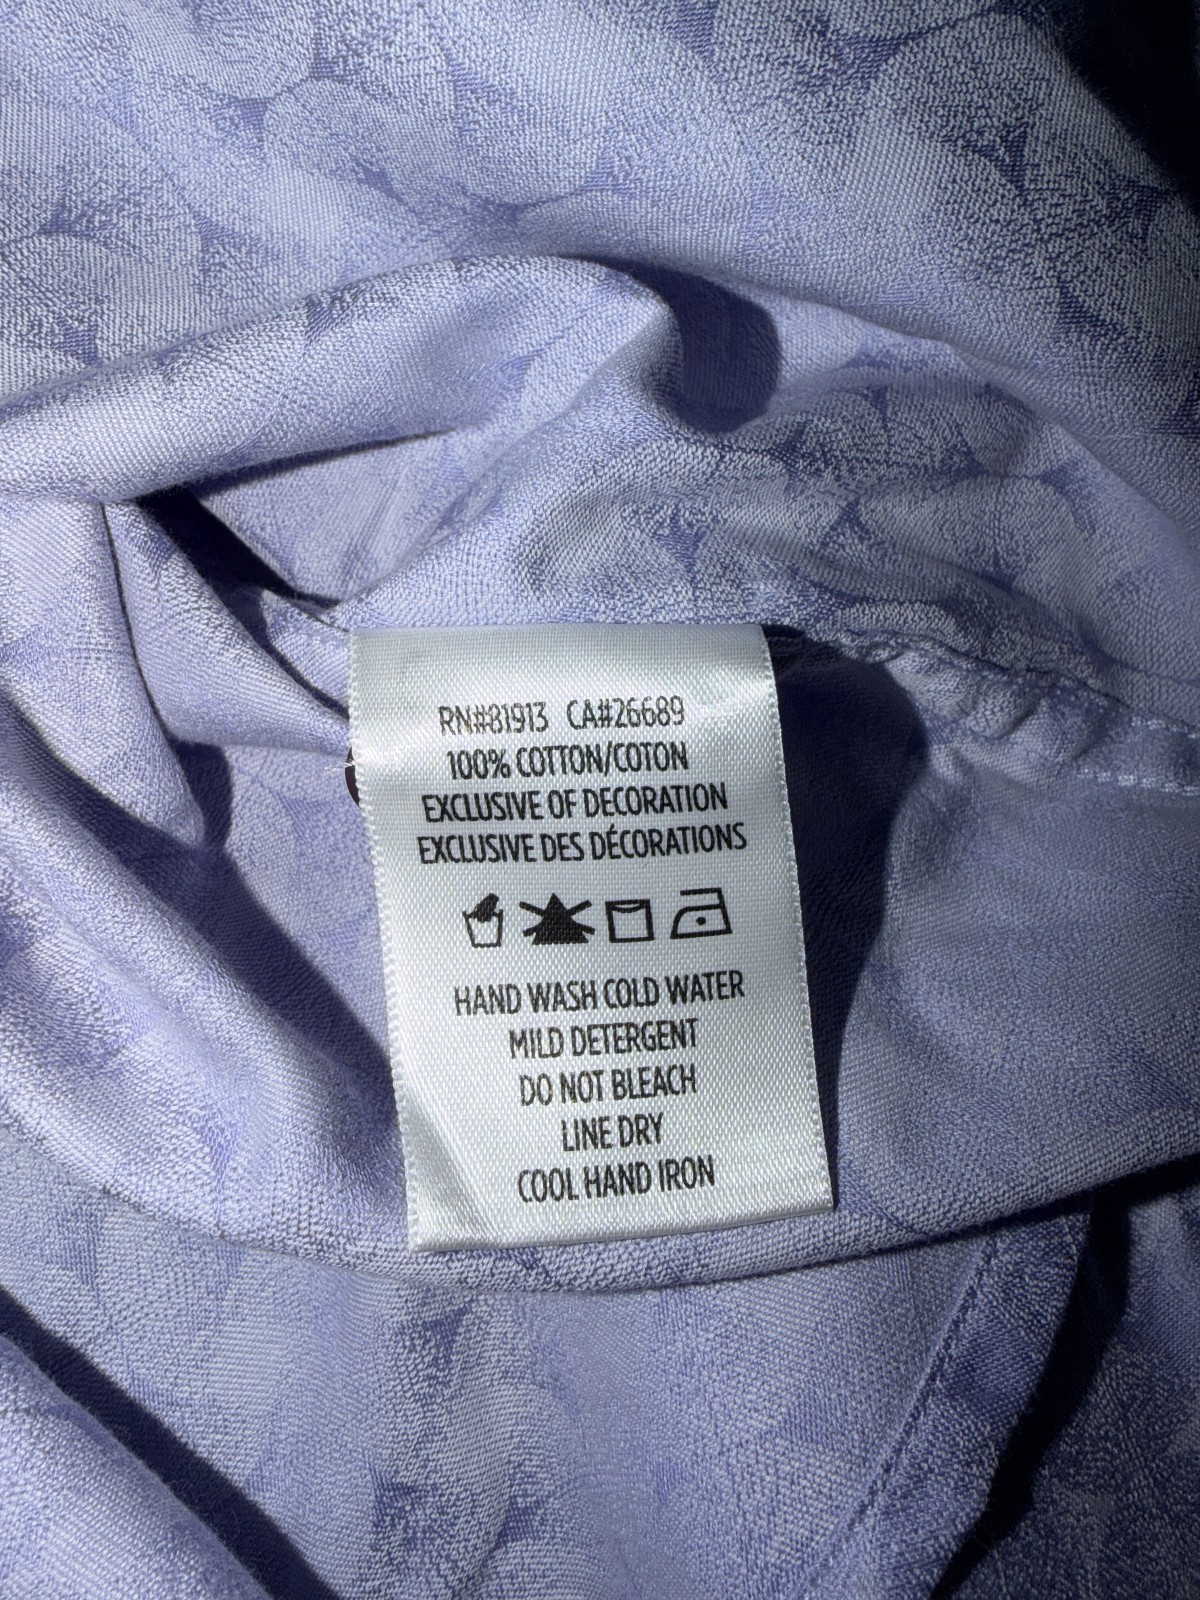 RN#81913 CA#26689
100% COTTON/COTON
EXCLUSIVE OF DECORATION
EXCLUSIVE DES DÉCORATIONS
HAND WASH COLD WATER
MILD DETERGENT
DO NOT BLEACH
LINE DRY
COOL HAND IRON